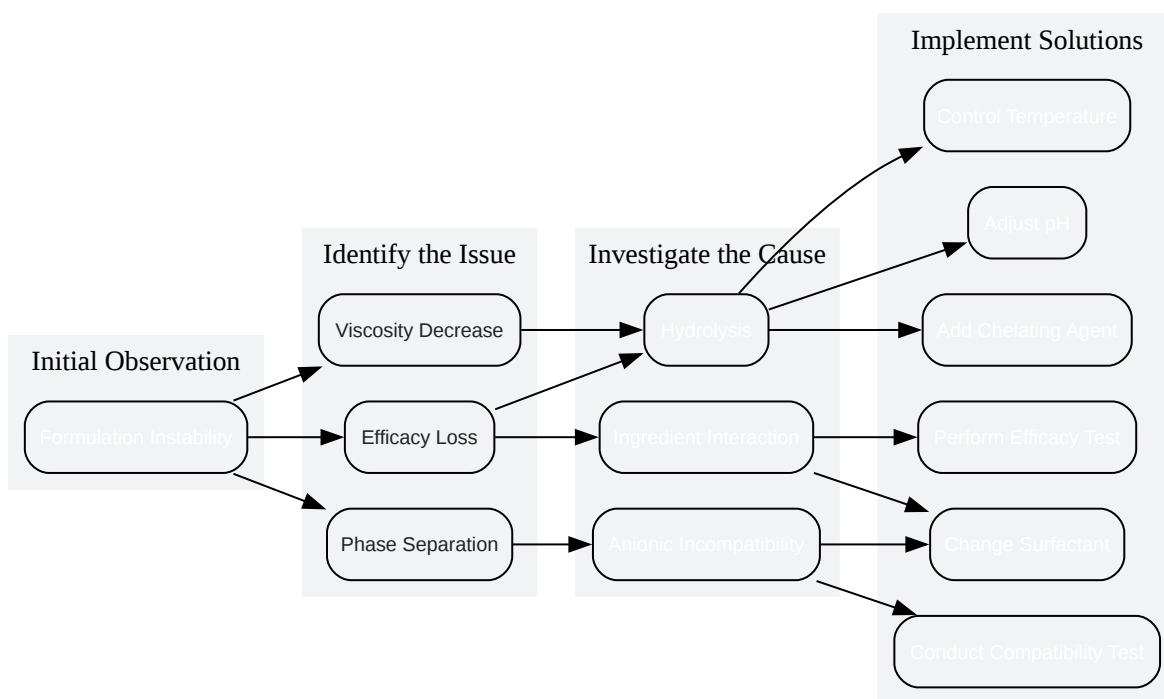 Initial Observation
Formulation Instability
Identify the Issue
Viscosity Decrease
Efficacy Loss
Phase Separation
Investigate the Cause
Hydrolysis
Ingredient Interaction
Anionic Incompatibility
Implement Solutions
Control Temperature
Adjust pH
Add Chelating Agent
Perform Efficacy Test
Change Surfactant
Conduct Compatibility Test